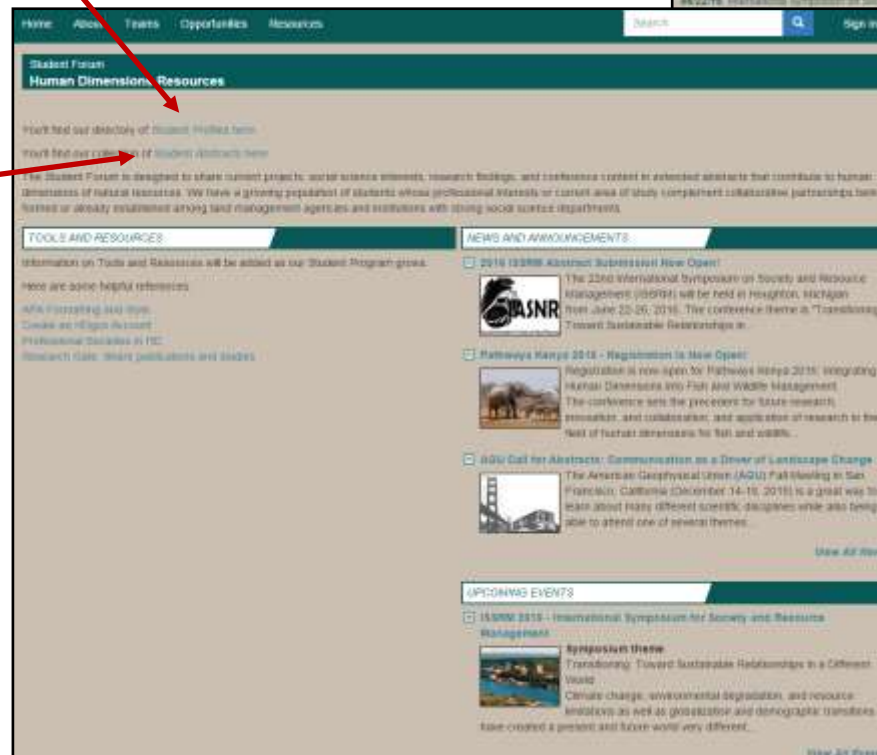 Home About Teams Opportunities Resources Search Sign In
Student Forum
Human Dimensions Resources
You'll find our directory of Student Profiles here
You'll find our collection of Student Abstracts here
The Student Forum is designed to share current projects, social science interests, research findings, and conference content in extended abstracts that contribute to human
dimensions of natural resources. We have a growing population of students whose professional interests or current area of study complement collaborative partnerships being
formed or already established among land management agencies and institutions with strong social science departments.
TOOLS AND RESOURCES
Information on Tools and Resources will be added as our Student Program grows.
Here are some helpful references
APA Formatting and Style
Create an
Professional Societies in
Research Gate: Share publications and studies
NEWS AND ANNOUNCEMENTS
2016 ISSRM Abstract Submission Now Open!
IASNR
The 22nd International Symposium on Society and Resource
Management (ISSRM) will be held in Houghton, Michigan
from June 22-26, 2016. The conference theme is "Transitioning:
Toward Sustainable Relationships in
Pathways Kenya 2016 - Registration is Now Open!
Registration is now open for Pathways Kenya 2016: Integrating
Human Dimensions into Fish and Wildlife Management.
The conference sets the precedent for future research,
innovation, and collaboration, and application of research to the
field of human dimensions for fish and wildlife...
AGU Call for Abstracts: Communication as a Driver of Landscape Change
The American Geophysical Union (AGU) Fall Meeting in San
Francisco, California (December 14-18, 2015) is a great way to
learn about many different scientific disciplines while also being
able to attend one of several themes...
View All
UPCOMING EVENTS
ISSRM 2016 - International Symposium for Society and Resource
Management
Symposium theme
Transitioning: Toward Sustainable Relationships in a Different
World
Climate change, environmental degradation, and resource
limitations as well as globalization and demographic transitions
have created a present and future world very different...
View All